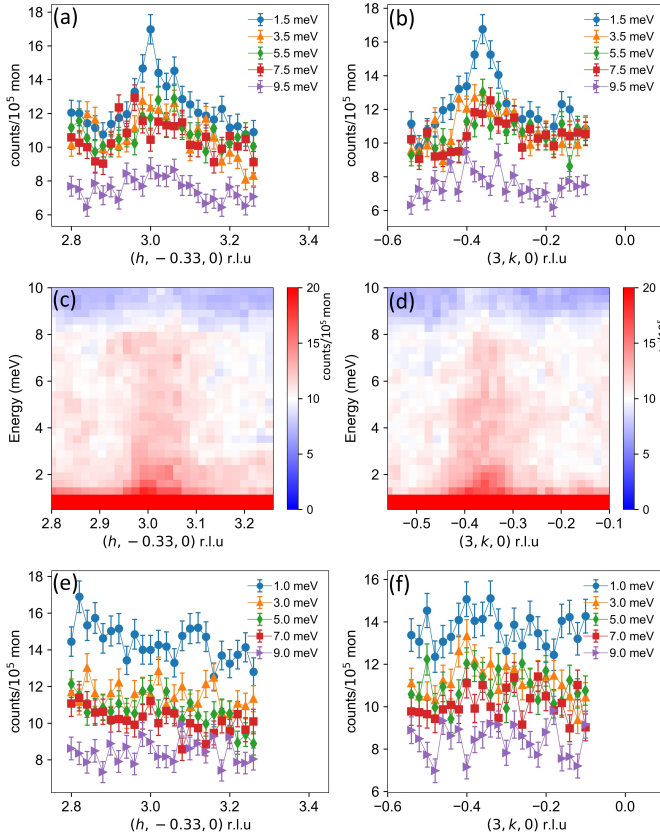 (a)
1.5 meV
3.5 meV
5.5 meV
7.5 meV
9.5 meV
18
16
14
12
10
8
6
counts/10⁵ mon
2.8
3.0
3.2
3.4
(h, − 0.33, 0) r.l.u
(b)
1.5 meV
3.5 meV
5.5 meV
7.5 meV
9.5 meV
18
16
14
12
10
8
6
counts/10⁵ mon
−0.6
−0.4
−0.2
0.0
(3, k, 0) r.l.u
(c)
10
8
6
4
2
Energy (meV)
2.8
2.9
3.0
3.1
3.2
(h, − 0.33, 0) r.l.u
20
15
10
5
0
counts/10⁵ mon
(d)
10
8
6
4
2
Energy (meV)
−0.5
−0.4
−0.3
−0.2
−0.1
(3, k, 0) r.l.u
20
15
10
5
0
(e)
1.0 meV
3.0 meV
5.0 meV
7.0 meV
9.0 meV
18
16
14
12
10
8
counts/10⁵ mon
2.8
3.0
3.2
3.4
(h, − 0.33, 0) r.l.u
(f)
1.0 meV
3.0 meV
5.0 meV
7.0 meV
9.0 meV
16
14
12
10
8
6
counts/10⁵ mon
−0.6
−0.4
−0.2
0.0
(3, k, 0) r.l.u